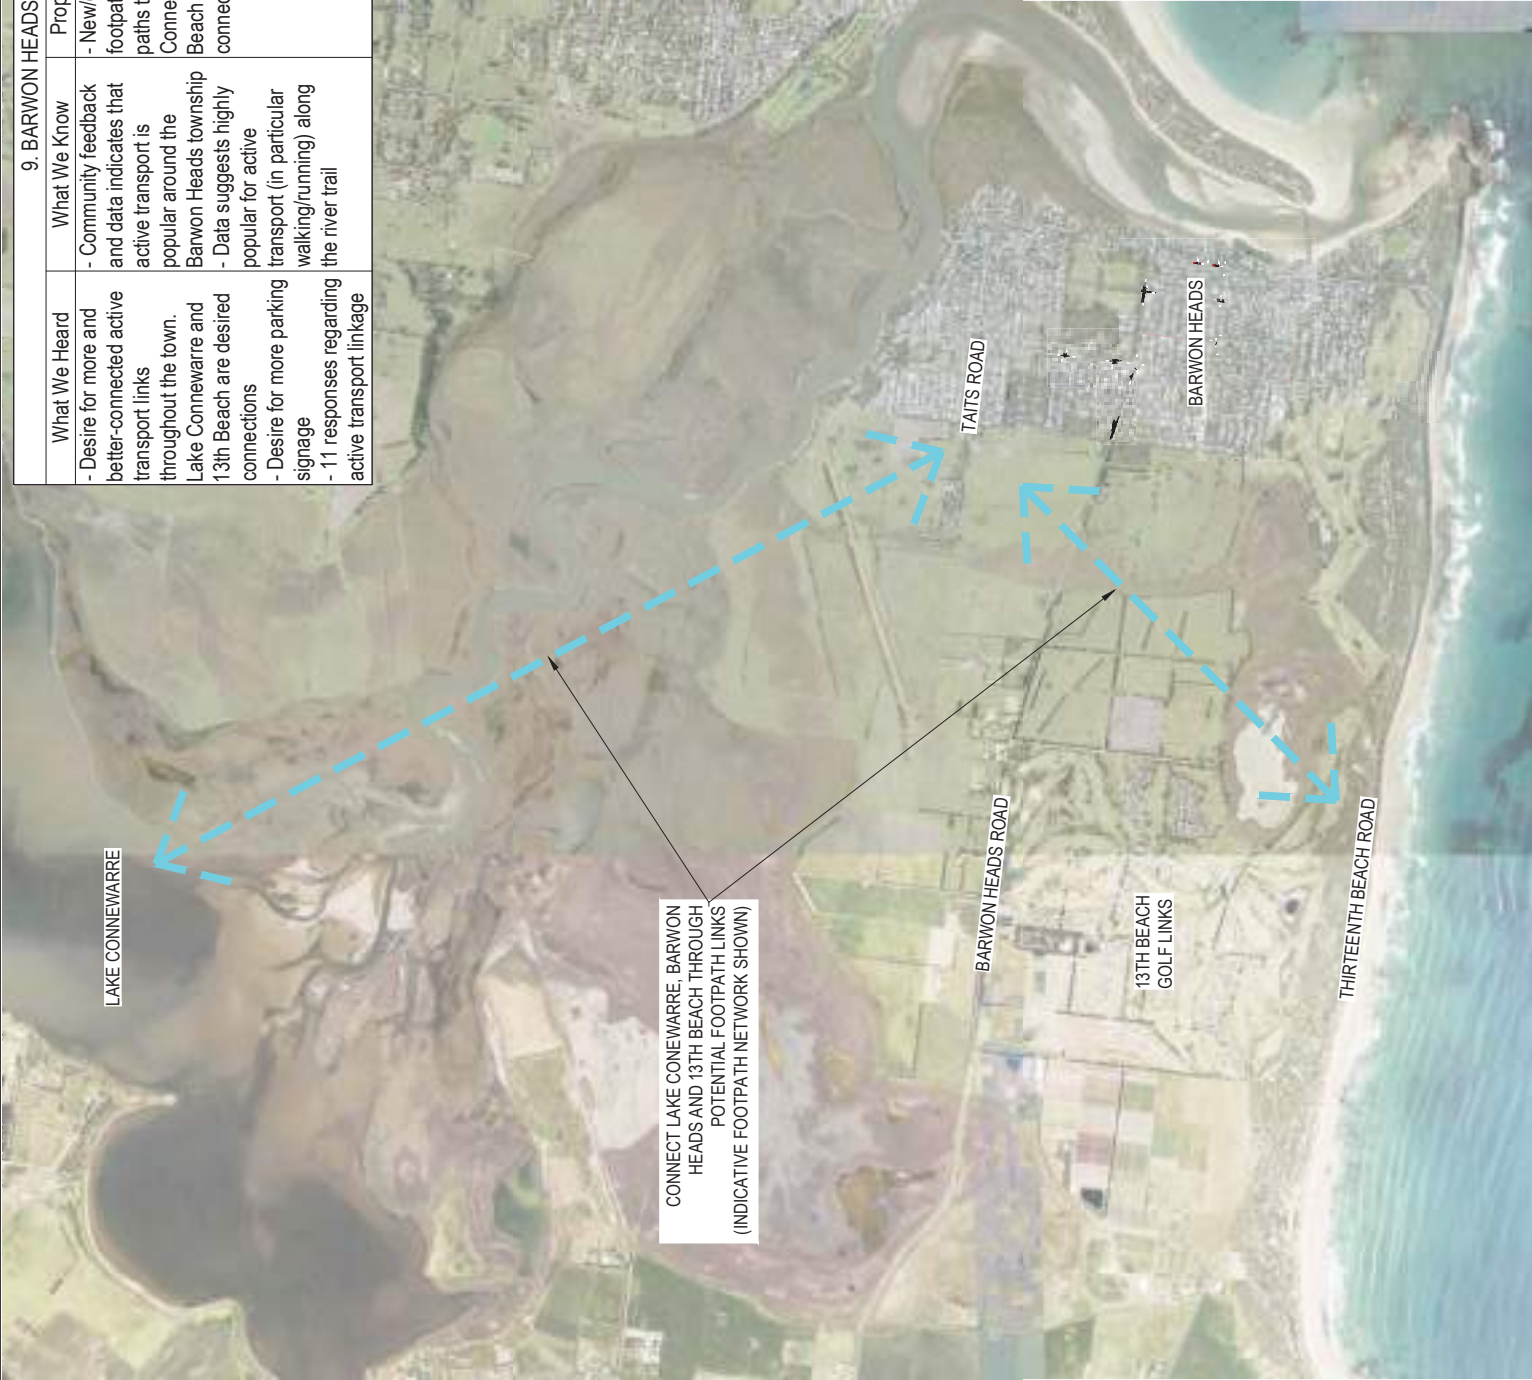 9. BARWON HEADS
What We Heard
- Desire for more and
better-connected active
transport links
throughout the town.
Lake Connewarre and
13th Beach are desired
connections
- Desire for more parking
signage
- 11 responses regarding
active transport linkage
What We Know
- Community feedback
and data indicates that
active transport is
popular around the
Barwon Heads township
- Data suggests highly
popular for active
transport (in particular
walking/running) along
the river trail
Prop
- New/
footpat
paths t
Conne
Beach
connec
LAKE CONNEWARRE
CONNECT LAKE CONEWARRE, BARWON
HEADS AND 13TH BEACH THROUGH
POTENTIAL FOOTPATH LINKS
(INDICATIVE FOOTPATH NETWORK SHOWN)
TAITS ROAD
BARWON HEADS ROAD
13TH BEACH
GOLF LINKS
BARWON HEADS
THIRTEENTH BEACH ROAD